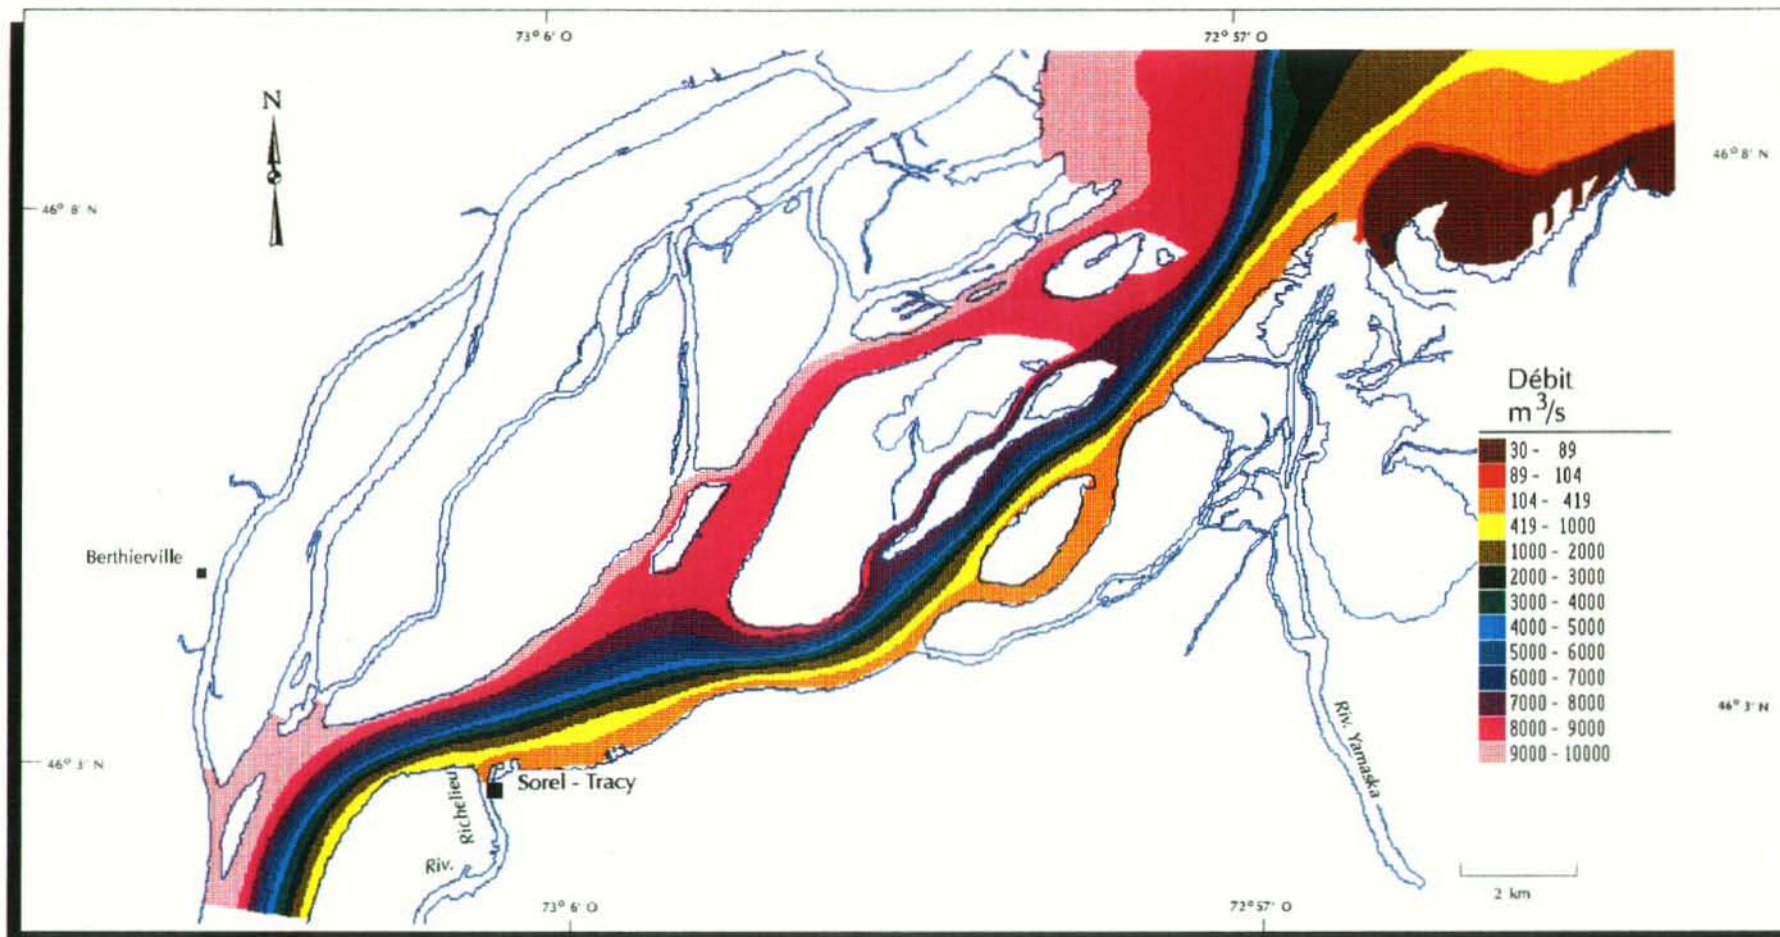 73° 6' O
72° 57' O
N
46° 8' N
46° 8' N
Débit
m³/s
30 - 89
89 - 104
104 - 419
419 - 1000
1000 - 2000
2000 - 3000
3000 - 4000
4000 - 5000
5000 - 6000
6000 - 7000
7000 - 8000
8000 - 9000
9000 - 10000
Berthierville
46° 3' N
46° 3' N
Sorel - Tracy
Richelieu
Riv.
Riv. Yamaska
2 km
73° 6' O
72° 57' O